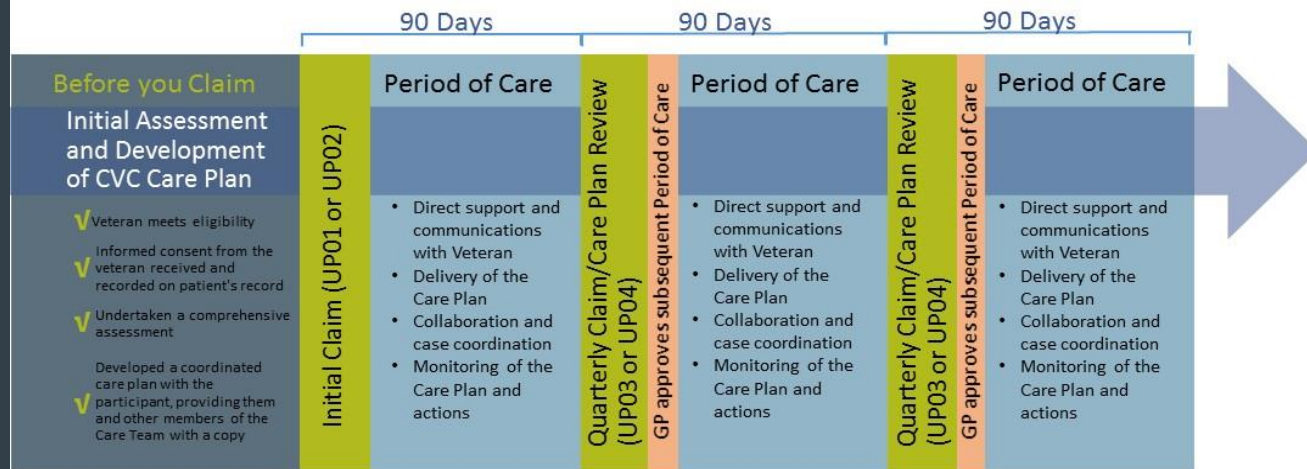 90 Days
90 Days
90 Days
Before you Claim
Initial Assessment
and Development
of CVC Care Plan
√ Veteran meets eligibility
√ Informed consent from the
veteran received and
recorded on patient's record
√ Undertaken a comprehensive
assessment
√ Developed a coordinated
care plan with the
participant, providing them
and other members of the
Care Team with a copy
Initial Claim (UP01 or UP02)
Period of Care
• Direct support and
communications
with Veteran
• Delivery of the
Care Plan
• Collaboration and
case coordination
• Monitoring of the
Care Plan and
actions
Quarterly Claim/Care Plan Review
(UP03 or UP04)
GP approves subsequent Period of Care
Period of Care
• Direct support and
communications
with Veteran
• Delivery of the
Care Plan
• Collaboration and
case coordination
• Monitoring of the
Care Plan and
actions
Quarterly Claim/Care Plan Review
(UP03 or UP04)
GP approves subsequent Period of Care
Period of Care
• Direct support and
communications
with Veteran
• Delivery of the
Care Plan
• Collaboration and
case coordination
• Monitoring of the
Care Plan and
actions